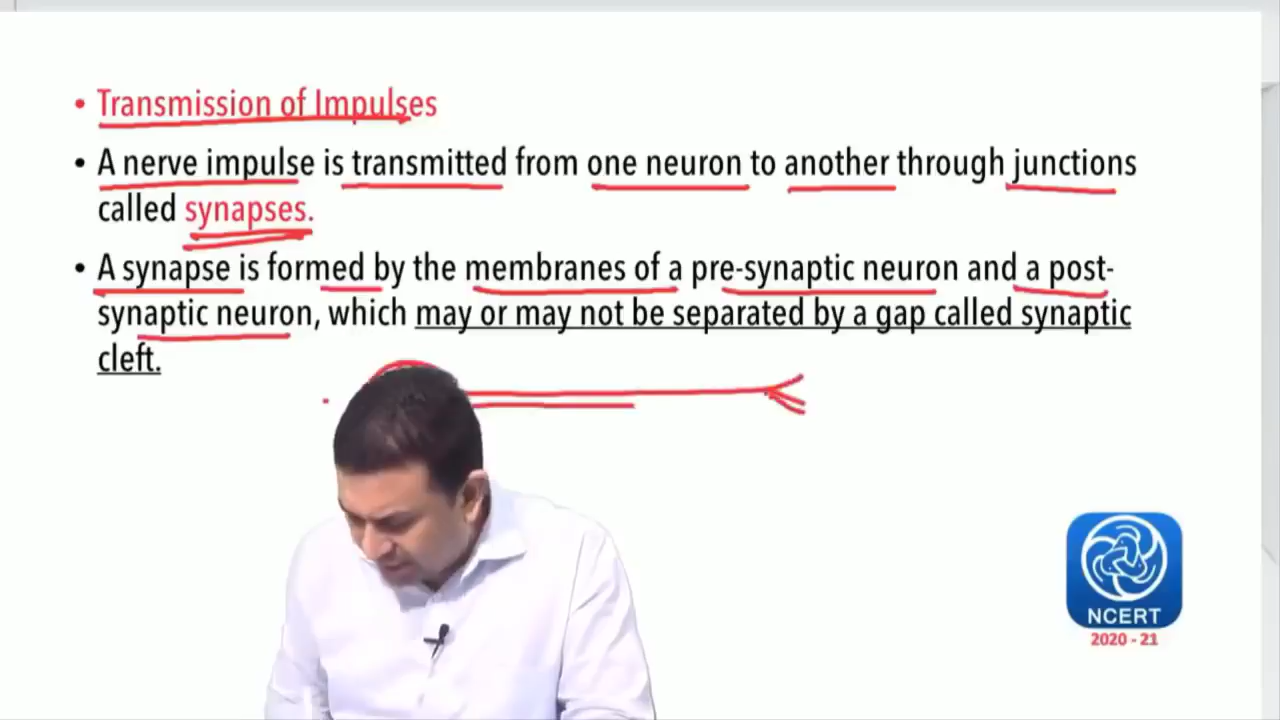 • Transmission of Impulses
• A nerve impulse is transmitted from one neuron to another through junctions
called synapses.
• A synapse is formed by the membranes of a pre-synaptic neuron and a post-
synaptic neuron, which may or may not be separated by a gap called synaptic
cleft.
NCERT
2020 - 21